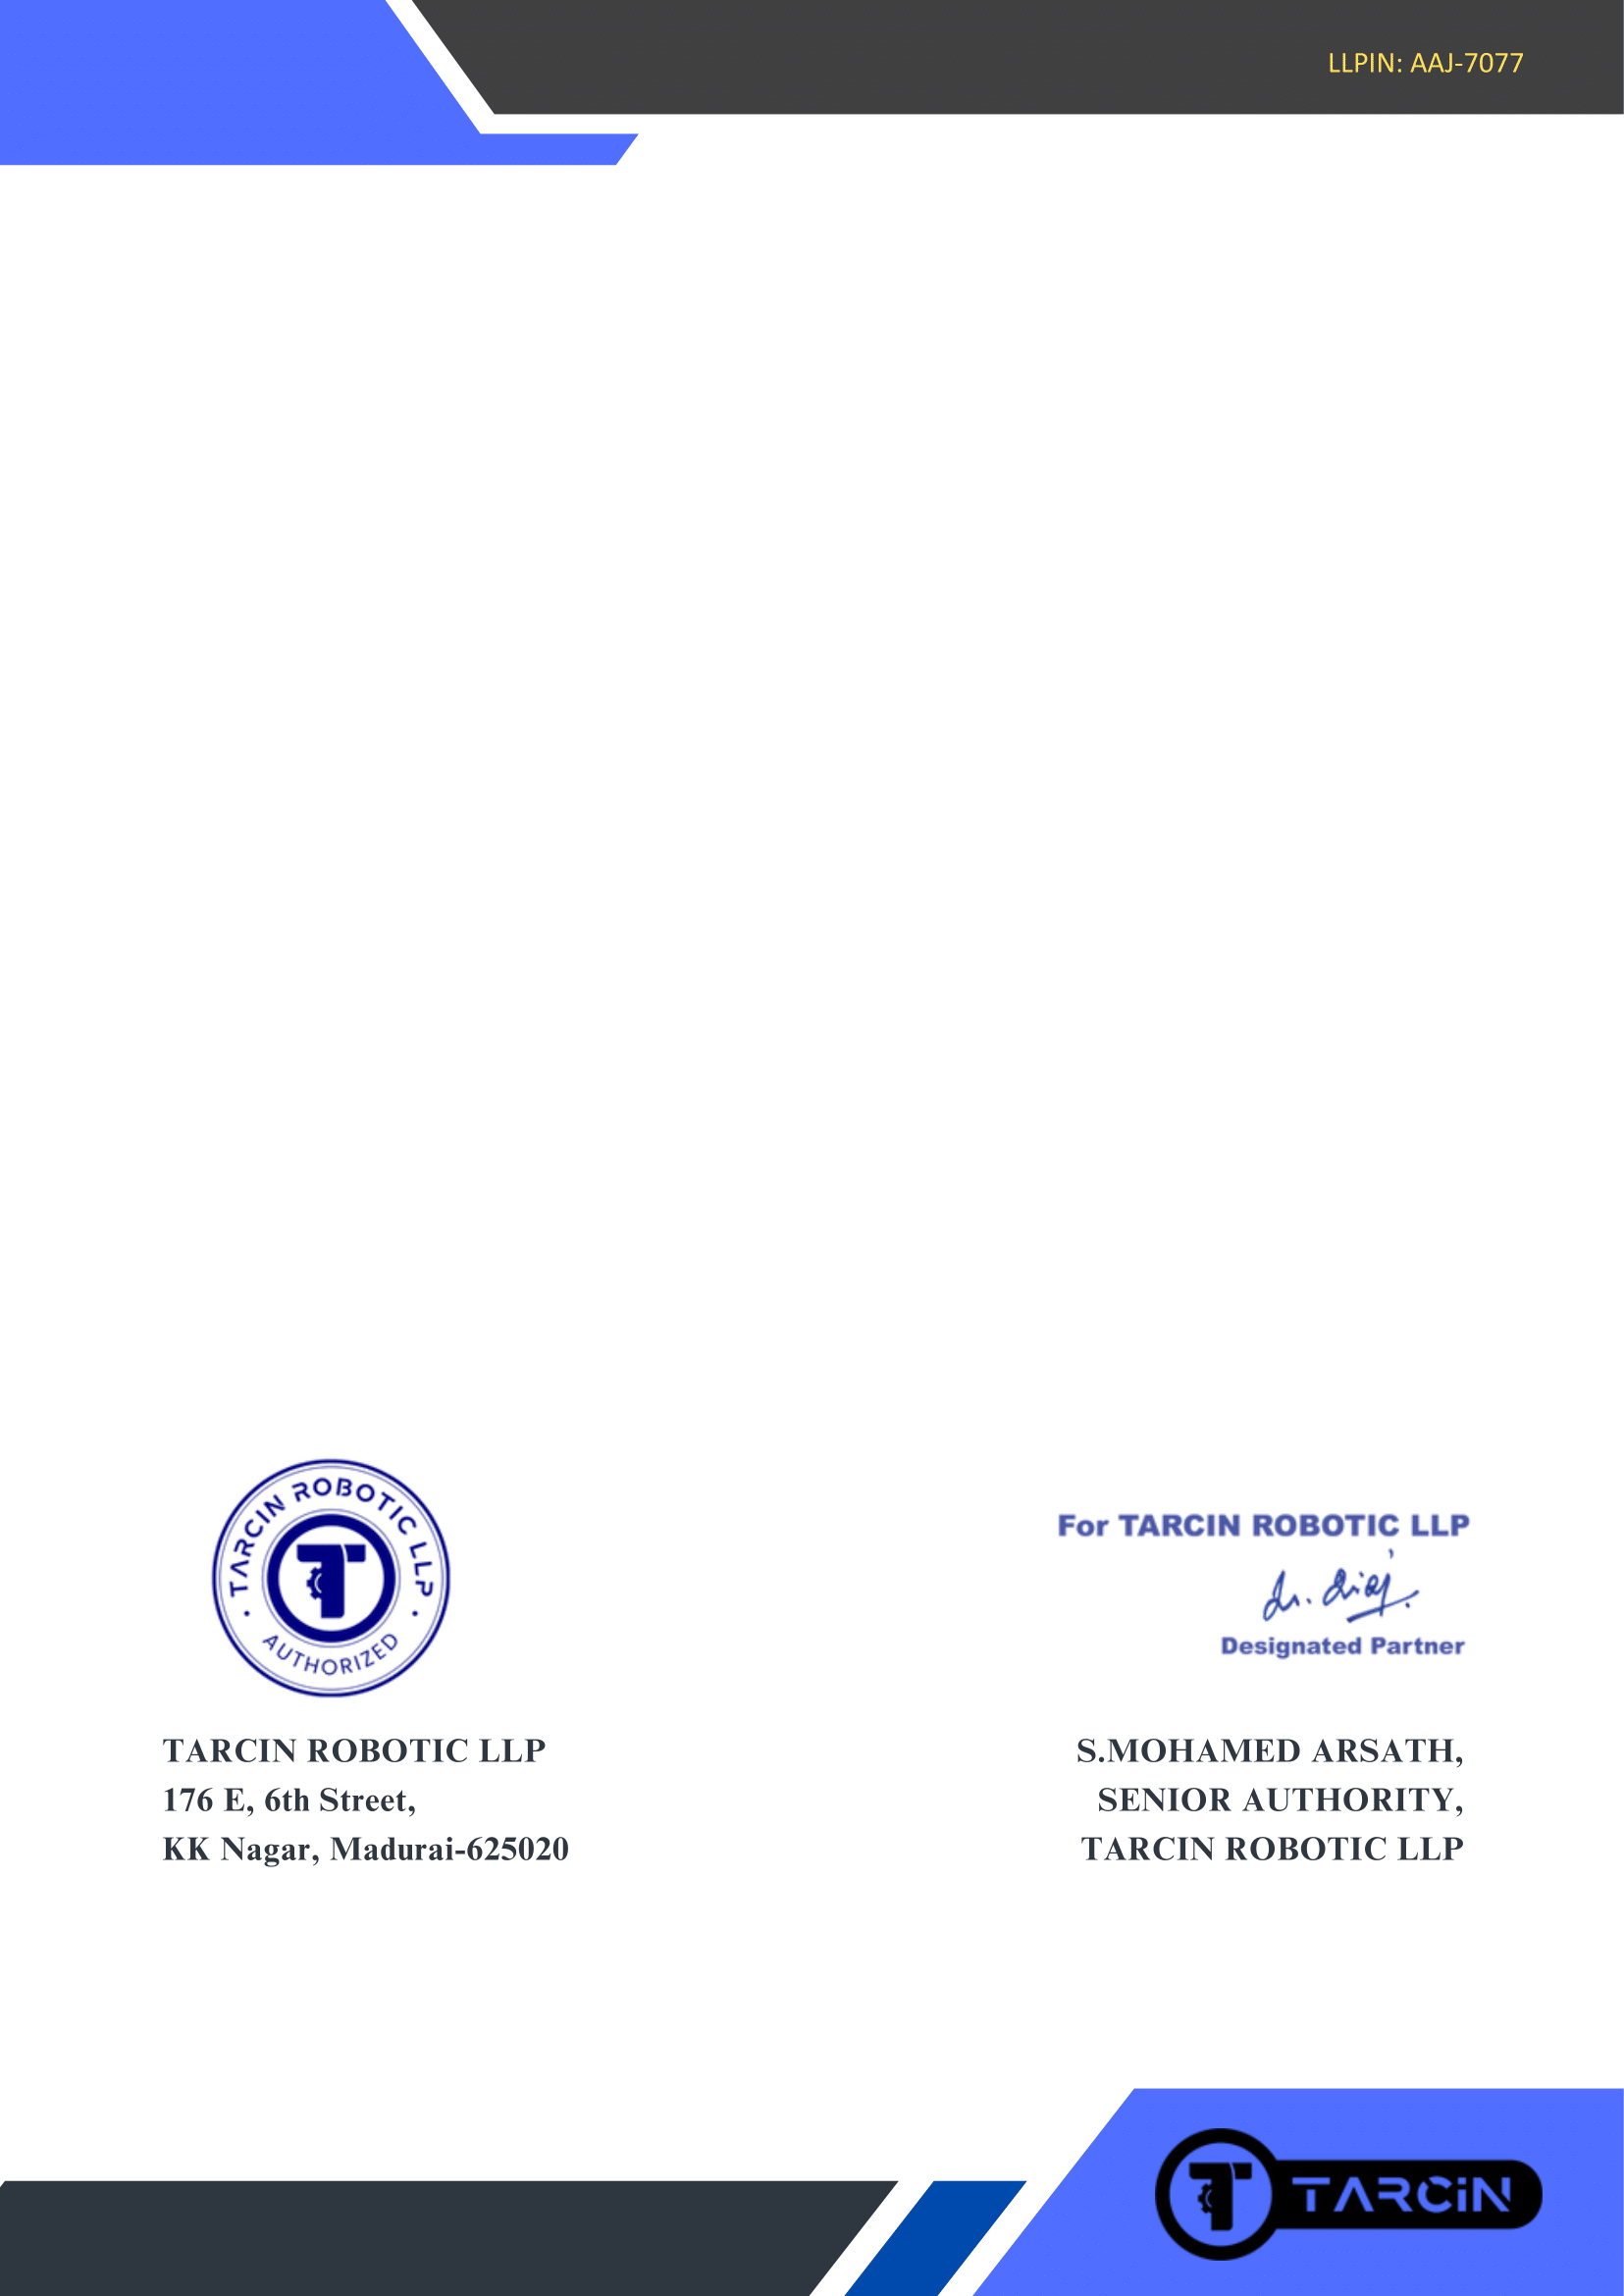 LLPIN: AAJ-7077
TARCIN ROBOTIC LLP
AUTHORIZED
For TARCIN ROBOTIC LLP
Designated Partner
TARCIN ROBOTIC LLP
176 E, 6th Street,
KK Nagar, Madurai-625020
S.MOHAMED ARSATH,
SENIOR AUTHORITY,
TARCIN ROBOTIC LLP
TARCiN